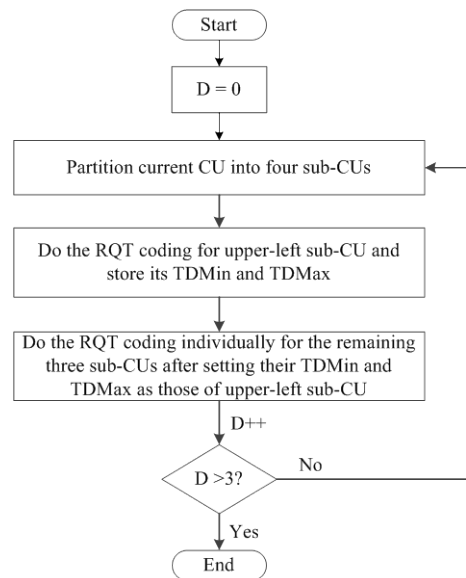 Start
D = 0
Partition current CU into four sub-CUs
Do the RQT coding for upper-left sub-CU and
store its TDMin and TDMax
Do the RQT coding individually for the remaining
three sub-CUs after setting their TDMin and
TDMax as those of upper-left sub-CU
D++
D >3?
No
Yes
End